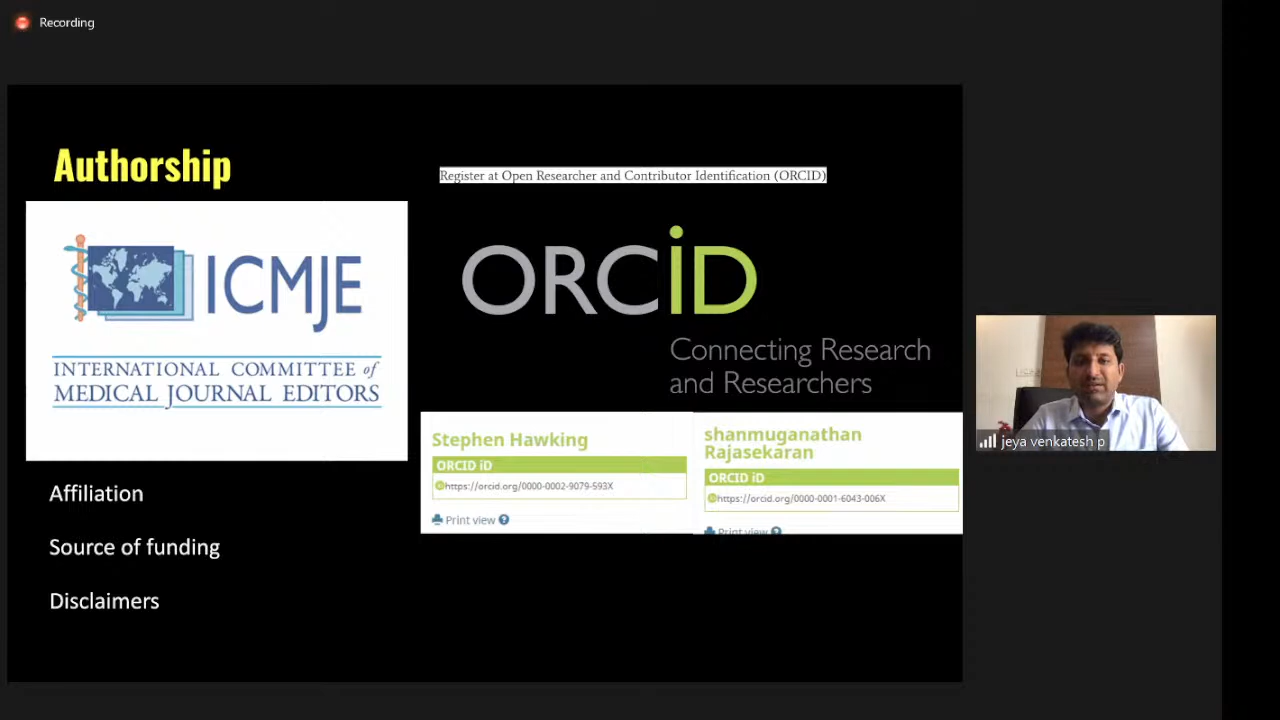 Recording
Authorship
ICMJE
INTERNATIONAL COMMITTEE of
MEDICAL JOURNAL EDITORS
Affiliation
Source of funding
Disclaimers
Register at Open Researcher and Contributor Identification (ORCID)
ORCiD
Connecting Research
and Researchers
Stephen Hawking
ORCID iD
https://orcid.org/0000-0002-9079-593X
Print view ?
shanmuganathan
Rajasekaran
ORCID iD
https://orcid.org/0000-0001-6043-006X
Print view ?
jeya venkatesh p